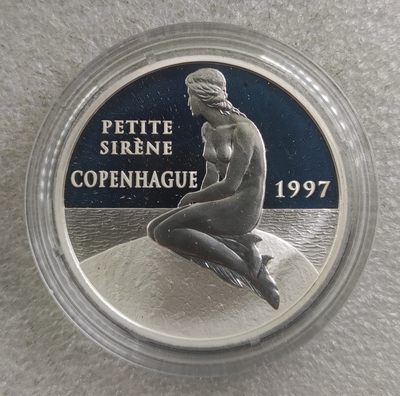 PETITE
SIRÈNE
COPENHAGUE
1997